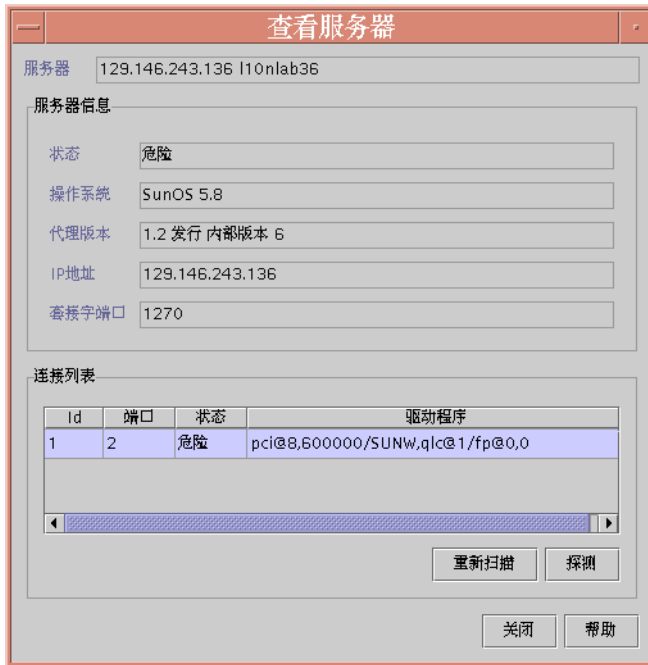 查看服务器
服务器 129.146.243.136 l10nlab36
服务器信息
状态 危险
操作系统 SunOS 5.8
代理版本 1.2 发行 内部版本 6
IP地址 129.146.243.136
套接字端口 1270
连接列表
Id 端口 状态 驱动程序
1 2 危险 pci@8,600000/SUNW,qlc@1/fp@0,0
重新扫描 探测
关闭 帮助